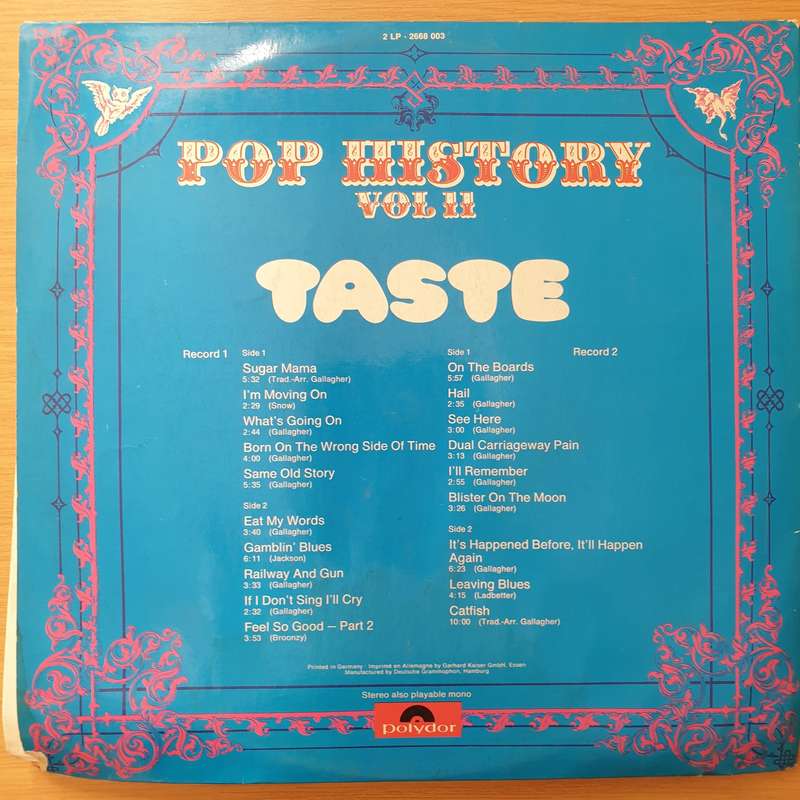 2 LP - 2668 003
POP HISTORY
VOL 11
TASTE
Record 1
Side 1
Sugar Mama
5:32 (Trad.-Arr. Gallagher)
I'm Moving On
2:29 (Snow)
What's Going On
2:44 (Gallagher)
Born On The Wrong Side Of Time
4:00 (Gallagher)
Same Old Story
5:35 (Gallagher)
Side 2
Eat My Words
3:40 (Gallagher)
Gamblin' Blues
6:11 (Jackson)
Railway And Gun
3:33 (Gallagher)
If I Don't Sing I'll Cry
2:32 (Gallagher)
Feel So Good – Part 2
3:53 (Broonzy)
Record 2
Side 1
On The Boards
5:57 (Gallagher)
Hail
2:35 (Gallagher)
See Here
3:00 (Gallagher)
Dual Carriageway Pain
3:13 (Gallagher)
I'll Remember
2:55 (Gallagher)
Blister On The Moon
3:26 (Gallagher)
Side 2
It's Happened Before, It'll Happen
Again
6:23 (Gallagher)
Leaving Blues
4:15 (Ledbetter)
Catfish
10:00 (Trad.-Arr. Gallagher)
Printed in Germany · Imprimé en Allemagne by Gerhard Kaiser GmbH, Essen
Manufactured by Deutsche Grammophon, Hamburg
Stereo also playable mono
polydor